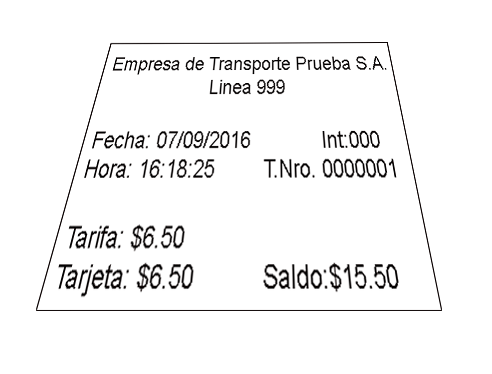 Empresa de Transporte Prueba S.A.
Linea 999
Fecha: 07/09/2016 Int:000
Hora: 16:18:25 T.Nro. 0000001
Tarifa: $6.50
Tarjeta: $6.50 Saldo:$15.50